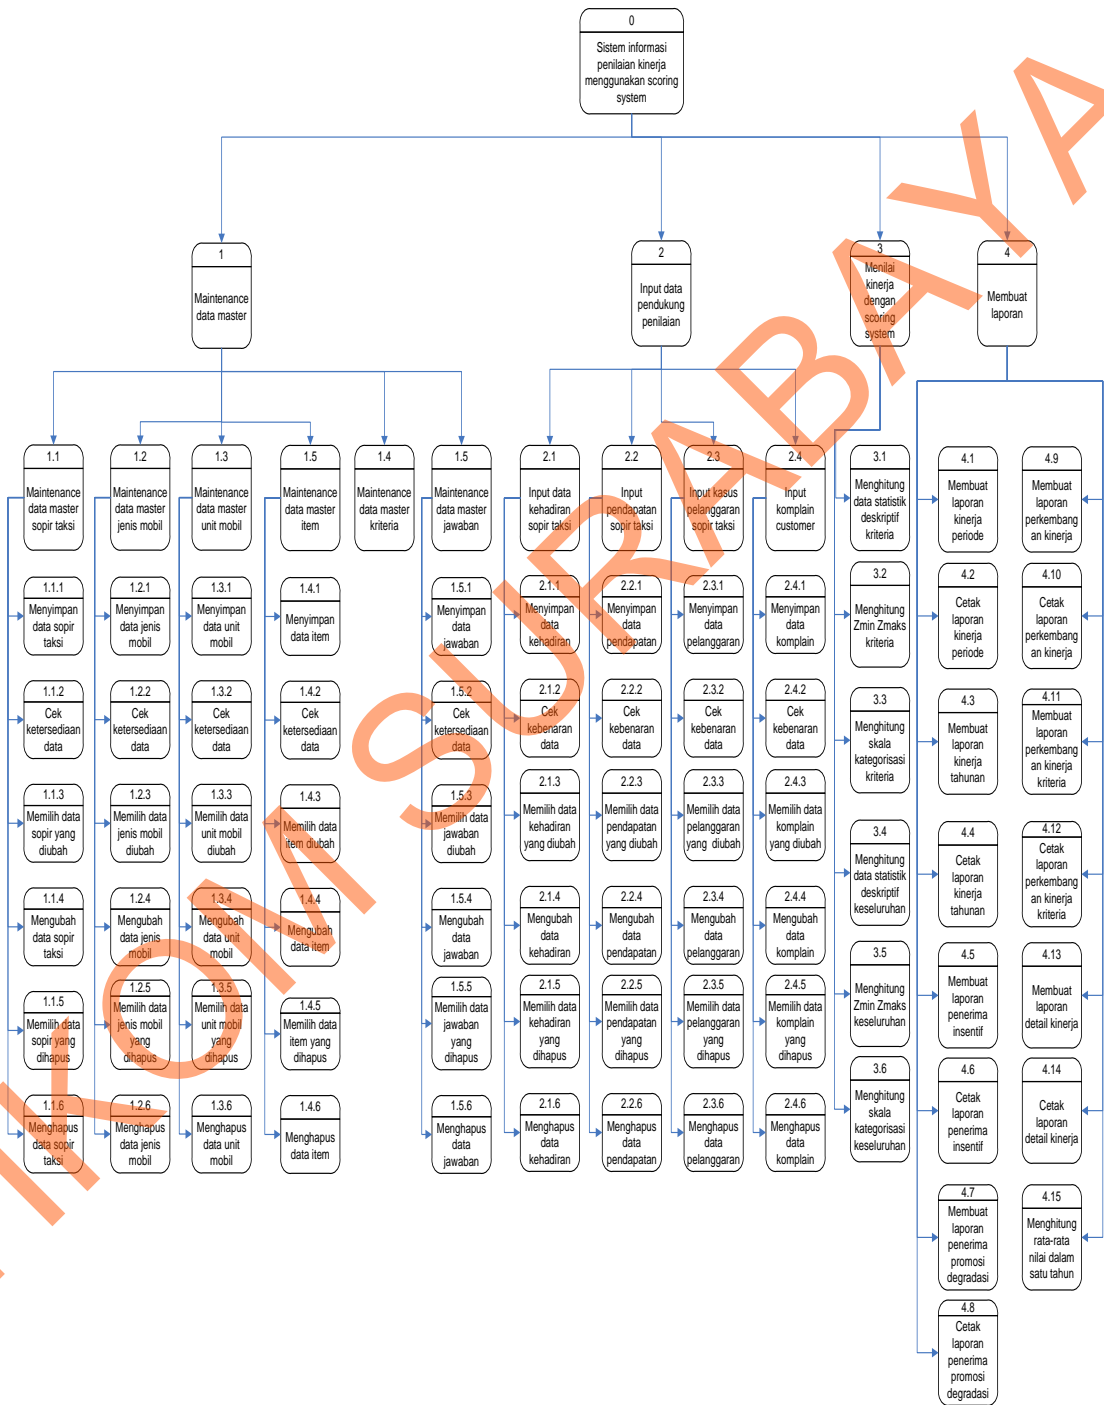 0
Sistem informasi
penilaian kinerja
menggunakan scoring
system
1
Maintenance
data master
2
Input data
pendukung
penilaian
3
Menilai
kinerja
dengan
scoring
system
4
Membuat
laporan
1.1
Maintenance
data master
sopir taksi
1.2
Maintenance
data master
jenis mobil
1.3
Maintenance
data master
unit mobil
1.5
Maintenance
data master
item
1.4
Maintenance
data master
kriteria
1.5
Maintenance
data master
jawaban
2.1
Input data
kehadiran
sopir taksi
2.2
Input
pendapatan
sopir taksi
2.3
Input kasus
pelanggaran
sopir taksi
2.4
Input
komplain
customer
3.1
Menghitung
data statistik
deskriptif
kriteria
4.1
Membuat
laporan
kinerja
periode
4.9
Membuat
laporan
perkembang
an kinerja
1.1.1
Menyimpan
data sopir
taksi
1.2.1
Menyimpan
data jenis
mobil
1.3.1
Menyimpan
data unit
mobil
1.4.1
Menyimpan
data item
1.5.1
Menyimpan
data
jawaban
2.1.1
Menyimpan
data
kehadiran
2.2.1
Menyimpan
data
pendapatan
2.3.1
Menyimpan
data
pelanggaran
2.4.1
Menyimpan
data
komplain
3.2
Menghitung
Zmin Zmaks
kriteria
4.2
Cetak
laporan
kinerja
periode
4.10
Cetak
laporan
perkembang
an kinerja
1.1.2
Cek
ketersediaan
data
1.2.2
Cek
ketersediaan
data
1.3.2
Cek
ketersediaan
data
1.4.2
Cek
ketersediaan
data
1.5.2
Cek
ketersediaan
data
2.1.2
Cek
kebenaran
data
2.2.2
Cek
kebenaran
data
2.3.2
Cek
kebenaran
data
2.4.2
Cek
kebenaran
data
3.3
Menghitung
skala
kategorisasi
kriteria
4.3
Membuat
laporan
kinerja
tahunan
4.11
Membuat
laporan
perkembang
an kinerja
kriteria
1.1.3
Memilih data
sopir yang
diubah
1.2.3
Memilih data
jenis mobil
diubah
1.3.3
Memilih data
unit mobil
diubah
1.4.3
Memilih data
item diubah
1.5.3
Memilih data
jawaban
diubah
2.1.3
Memilih data
kehadiran
yang diubah
2.2.3
Memilih data
pendapatan
yang diubah
2.3.3
Memilih data
pelanggaran
yang diubah
2.4.3
Memilih data
komplain
yang diubah
3.4
Menghitung
data statistik
deskriptif
keseluruhan
4.4
Cetak
laporan
kinerja
tahunan
4.12
Cetak
laporan
perkembang
an kinerja
kriteria
1.1.4
Mengubah
data sopir
taksi
1.2.4
Mengubah
data jenis
mobil
1.3.4
Mengubah
data unit
mobil
1.4.4
Mengubah
data item
1.5.4
Mengubah
data
jawaban
2.1.4
Mengubah
data
kehadiran
2.2.4
Mengubah
data
pendapatan
2.3.4
Mengubah
data
pelanggaran
2.4.4
Mengubah
data
komplain
3.5
Menghitung
Zmin Zmaks
keseluruhan
4.5
Membuat
laporan
penerima
insentif
4.13
Membuat
laporan
detail kinerja
1.1.5
Memilih data
sopir yang
dihapus
1.2.5
Memilih data
jenis mobil
yang
dihapus
1.3.5
Memilih data
unit mobil
yang
dihapus
1.4.5
Memilih data
item yang
dihapus
1.5.5
Memilih data
jawaban
yang
dihapus
2.1.5
Memilih data
kehadiran
yang
dihapus
2.2.5
Memilih data
pendapatan
yang
dihapus
2.3.5
Memilih data
pelanggaran
yang
dihapus
2.4.5
Memilih data
komplain
yang
dihapus
3.6
Menghitung
skala
kategorisasi
keseluruhan
4.6
Cetak
laporan
penerima
insentif
4.14
Cetak
laporan
detail kinerja
1.1.6
Menghapus
data sopir
taksi
1.2.6
Menghapus
data jenis
mobil
1.3.6
Menghapus
data unit
mobil
1.4.6
Menghapus
data item
1.5.6
Menghapus
data
jawaban
2.1.6
Menghapus
data
kehadiran
2.2.6
Menghapus
data
pendapatan
2.3.6
Menghapus
data
pelanggaran
2.4.6
Menghapus
data
komplain
4.7
Membuat
laporan
penerima
promosi
degradasi
4.15
Menghitung
rata-rata
nilai dalam
satu tahun
4.8
Cetak
laporan
penerima
promosi
degradasi
IKOM SURABAYA